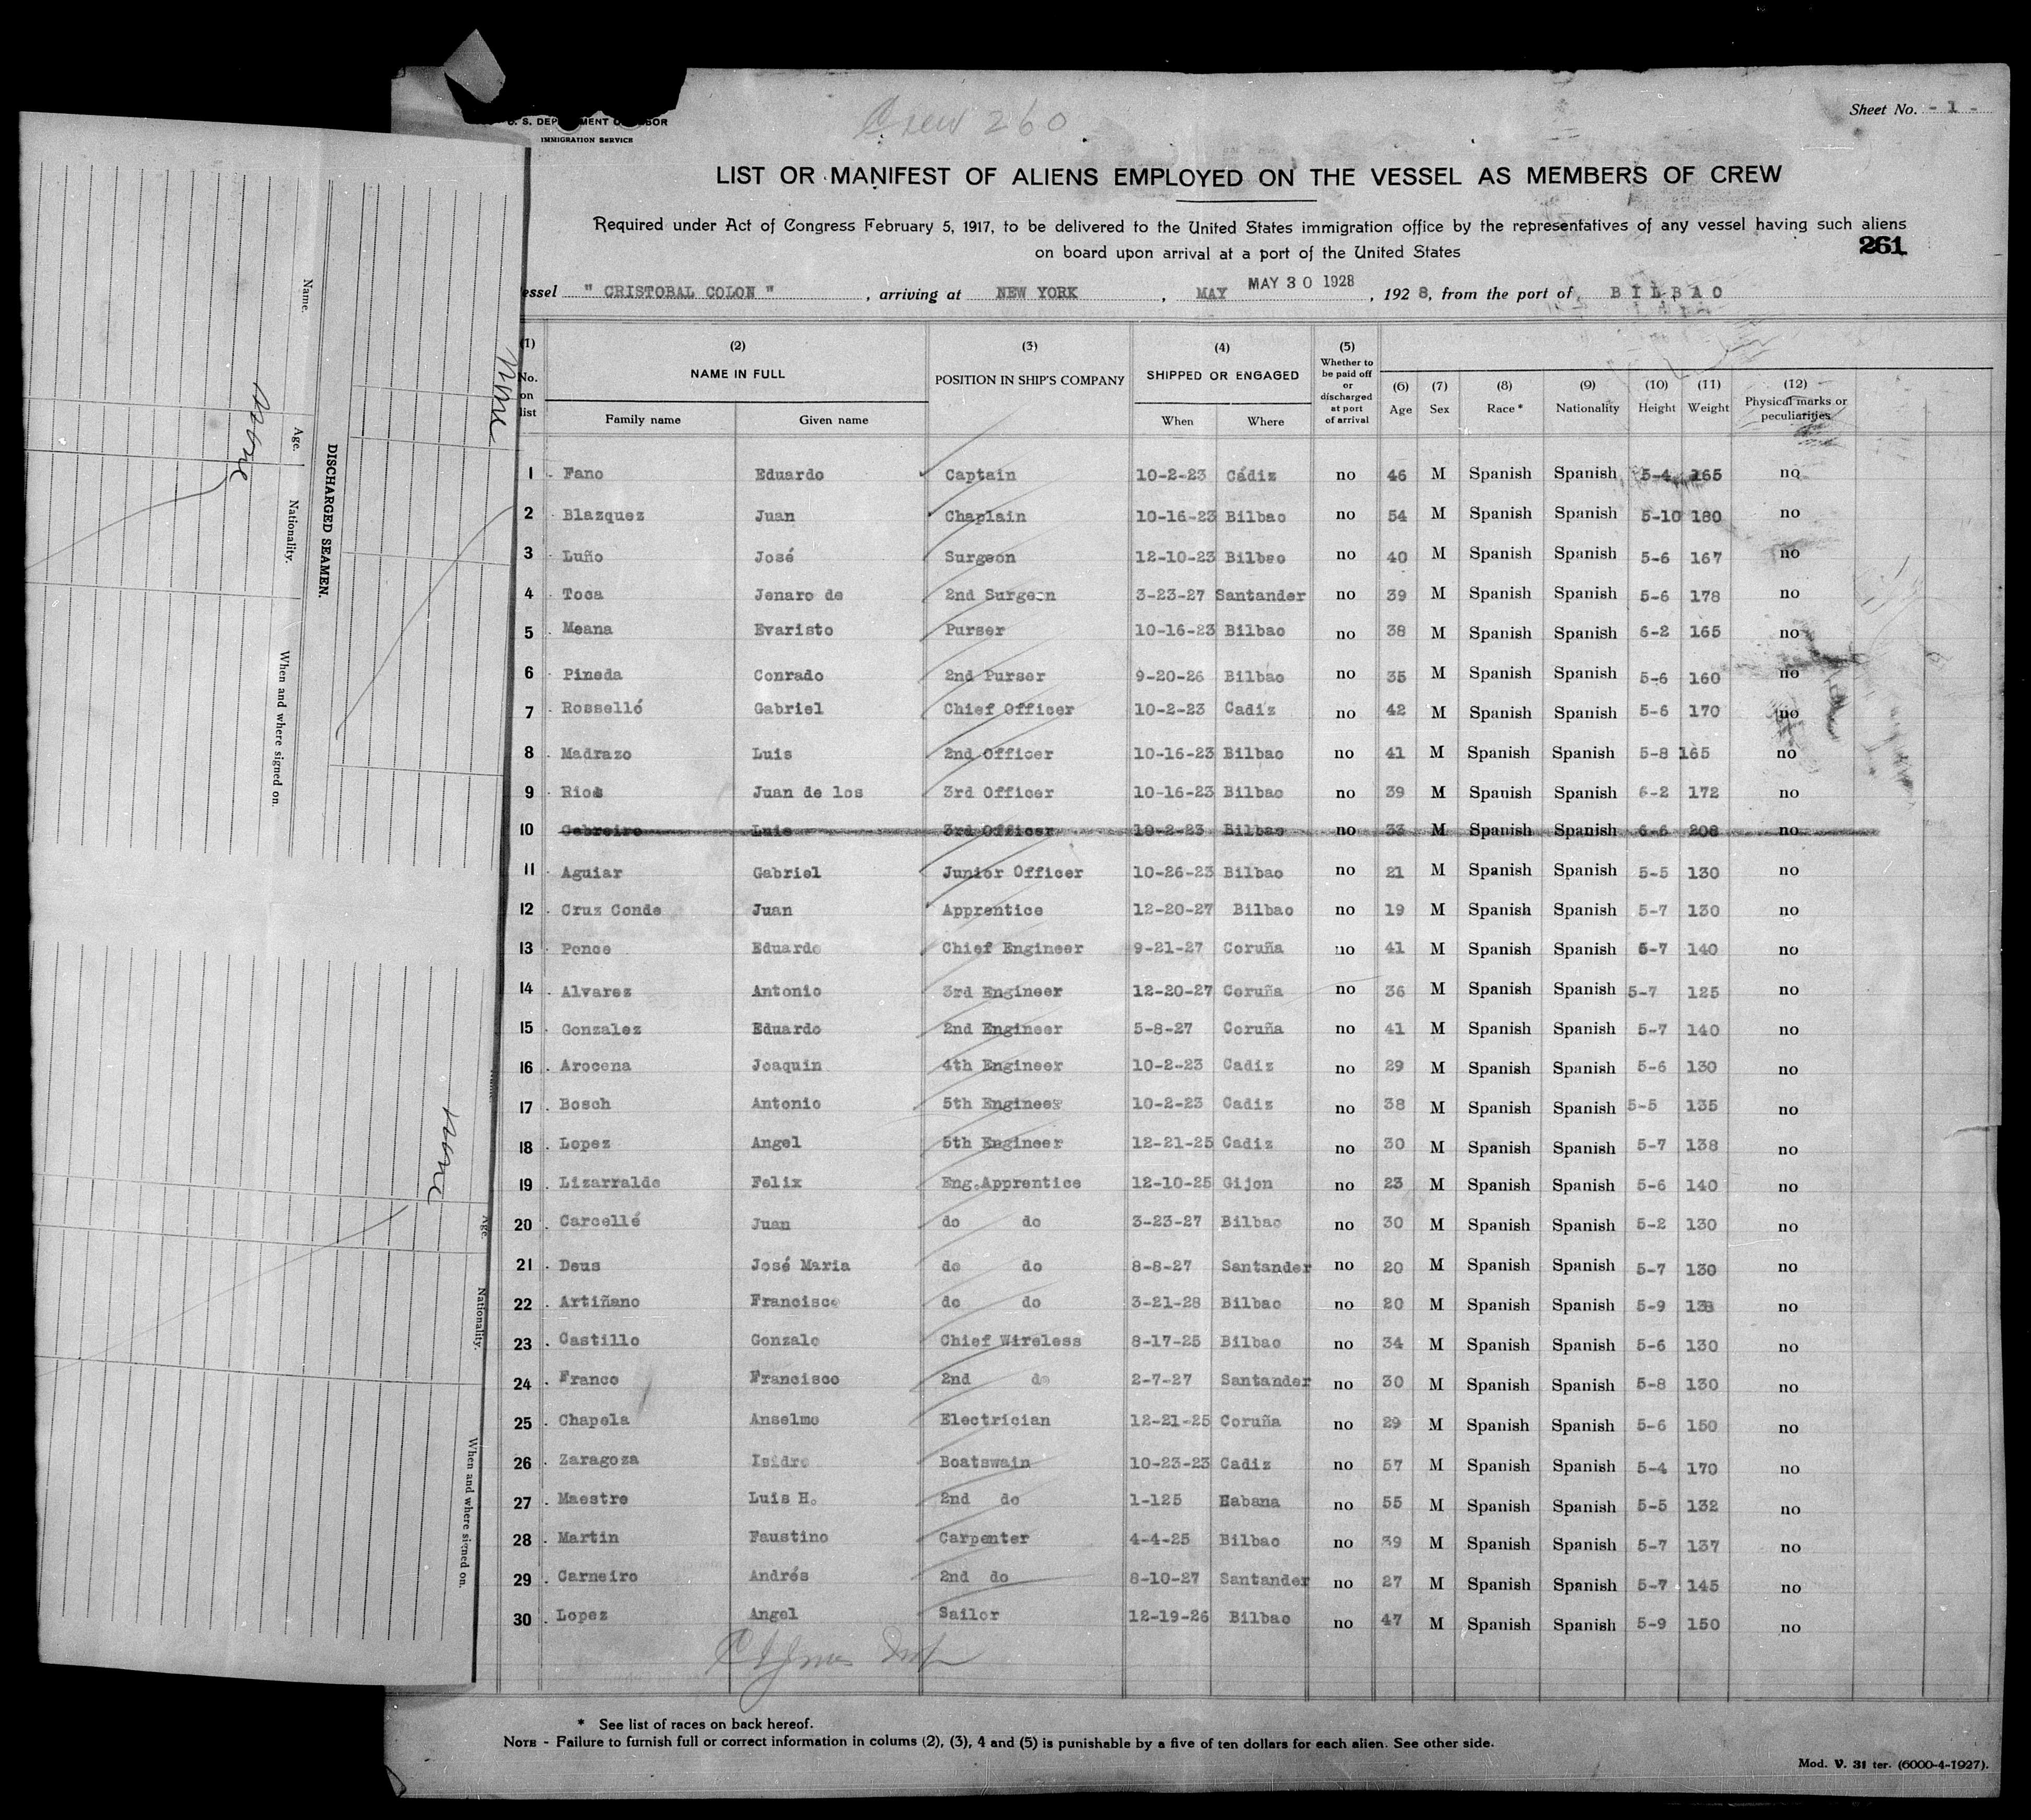 Crew 260
Sheet No. - 1 -
U. S. DEPARTMENT OF LABOR
IMMIGRATION SERVICE
LIST OR MANIFEST OF ALIENS EMPLOYED ON THE VESSEL AS MEMBERS OF CREW
Required under Act of Congress February 5, 1917, to be delivered to the United States immigration office by the representatives of any vessel having such aliens
on board upon arrival at a port of the United States
261
essel " CRISTOBAL COLON " , arriving at NEW YORK , MAY MAY 30 1928 , 192 8, from the port of BILBAO
(1) No. on list (2) NAME IN FULL Family name Given name (3) POSITION IN SHIP'S COMPANY (4) SHIPPED OR ENGAGED When Where (5) Whether to be paid off or discharged at port of arrival (6) Age (7) Sex (8) Race * (9) Nationality (10) Height (11) Weight (12) Physical marks or peculiarities
1 Fano Eduardo Captain 10-2-23 Cádiz no 46 M Spanish Spanish 5-4 165 no
2 Blazquez Juan Chaplain 10-16-23 Bilbao no 54 M Spanish Spanish 5-10 180 no
3 Luño José Surgeon 12-10-23 Bilbao no 40 M Spanish Spanish 5-6 167 no
4 Toca Jenaro de 2nd Surgeon 3-23-27 Santander no 39 M Spanish Spanish 5-6 178 no
5 Meana Evaristo Purser 10-16-23 Bilbao no 38 M Spanish Spanish 6-2 165 no
6 Pineda Conrado 2nd Purser 9-20-26 Bilbao no 35 M Spanish Spanish 5-6 160 no
7 Rosselló Gabriel Chief Officer 10-2-23 Cadiz no 42 M Spanish Spanish 5-6 170 no
8 Madrazo Luis 2nd Officer 10-16-23 Bilbao no 41 M Spanish Spanish 5-8 165 no
9 Rios Juan de los 3rd Officer 10-16-23 Bilbao no 39 M Spanish Spanish 6-2 172 no
10 Cebreiro Luis 3rd Officer 10-2-23 Bilbao no 33 M Spanish Spanish 6-6 208 no
11 Aguiar Gabriel Junior Officer 10-26-23 Bilbao no 21 M Spanish Spanish 5-5 130 no
12 Cruz Conde Juan Apprentice 12-20-27 Bilbao no 19 M Spanish Spanish 5-7 130 no
13 Ponce Eduardo Chief Engineer 9-21-27 Coruña no 41 M Spanish Spanish 5-7 140 no
14 Alvarez Antonio 3rd Engineer 12-20-27 Coruña no 36 M Spanish Spanish 5-7 125 no
15 Gonzalez Eduardo 2nd Engineer 5-8-27 Coruña no 41 M Spanish Spanish 5-7 140 no
16 Arocena Joaquin 4th Engineer 10-2-23 Cadiz no 29 M Spanish Spanish 5-6 130 no
17 Bosch Antonio 5th Engineer 10-2-23 Cadiz no 38 M Spanish Spanish 5-5 135 no
18 Lopez Angel 5th Engineer 12-21-25 Cadiz no 30 M Spanish Spanish 5-7 138 no
19 Lizarralde Felix Eng.Apprentice 12-10-25 Gijon no 23 M Spanish Spanish 5-6 140 no
20 Carcellé Juan do do 3-23-27 Bilbao no 30 M Spanish Spanish 5-2 130 no
21 Deus José Maria do do 8-8-27 Santander no 20 M Spanish Spanish 5-7 130 no
22 Artiñano Francisco do do 3-21-28 Bilbao no 20 M Spanish Spanish 5-9 138 no
23 Castillo Gonzalo Chief Wireless 8-17-25 Bilbao no 34 M Spanish Spanish 5-6 130 no
24 Franco Francisco 2nd do 2-7-27 Santander no 30 M Spanish Spanish 5-8 130 no
25 Chapela Anselmo Electrician 12-21-25 Coruña no 29 M Spanish Spanish 5-6 150 no
26 Zaragoza Isidro Boatswain 10-23-23 Cadiz no 57 M Spanish Spanish 5-4 170 no
27 Maestre Luis H. 2nd do 1-125 Habana no 55 M Spanish Spanish 5-5 132 no
28 Martin Faustino Carpenter 4-4-25 Bilbao no 39 M Spanish Spanish 5-7 137 no
29 Carneiro Andrés 2nd do 8-10-27 Santander no 27 M Spanish Spanish 5-7 145 no
30 Lopez Angel Sailor 12-19-26 Bilbao no 47 M Spanish Spanish 5-9 150 no
* See list of races on back hereof.
NOTE - Failure to furnish full or correct information in colums (2), (3), 4 and (5) is punishable by a five of ten dollars for each alien. See other side.
Mod. V. 31 ter. (6000-4-1927).
None
DISCHARGED SEAMEN.
Name. Age. Nationality. When and where signed on.
None
Age. Nationality. When and where signed on.
None